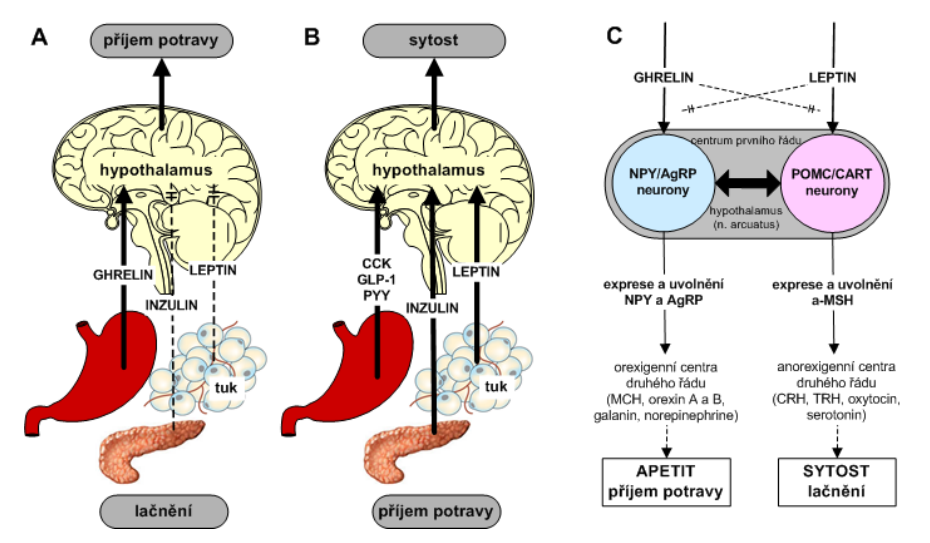 A
příjem potravy
hypothalamus
GHRELIN
LEPTIN
INZULIN
tuk
lačnění
B
sytost
hypothalamus
CCK
GLP-1
PYY
LEPTIN
INZULIN
tuk
příjem potravy
C
GHRELIN
LEPTIN
centrum prvního řádu
NPY/AgRP
neurony
POMC/CART
neurony
hypothalamus
(n. arcuatus)
exprese a uvolnění
NPY a AgRP
exprese a uvolnění
a-MSH
orexigenní centra
druhého řádu
(MCH, orexin A a B,
galanin, norepinephrine)
anorexigenní centra
druhého řádu
(CRH, TRH, oxytocin,
serotonin)
APETIT
příjem potravy
SYTOST
lačnění